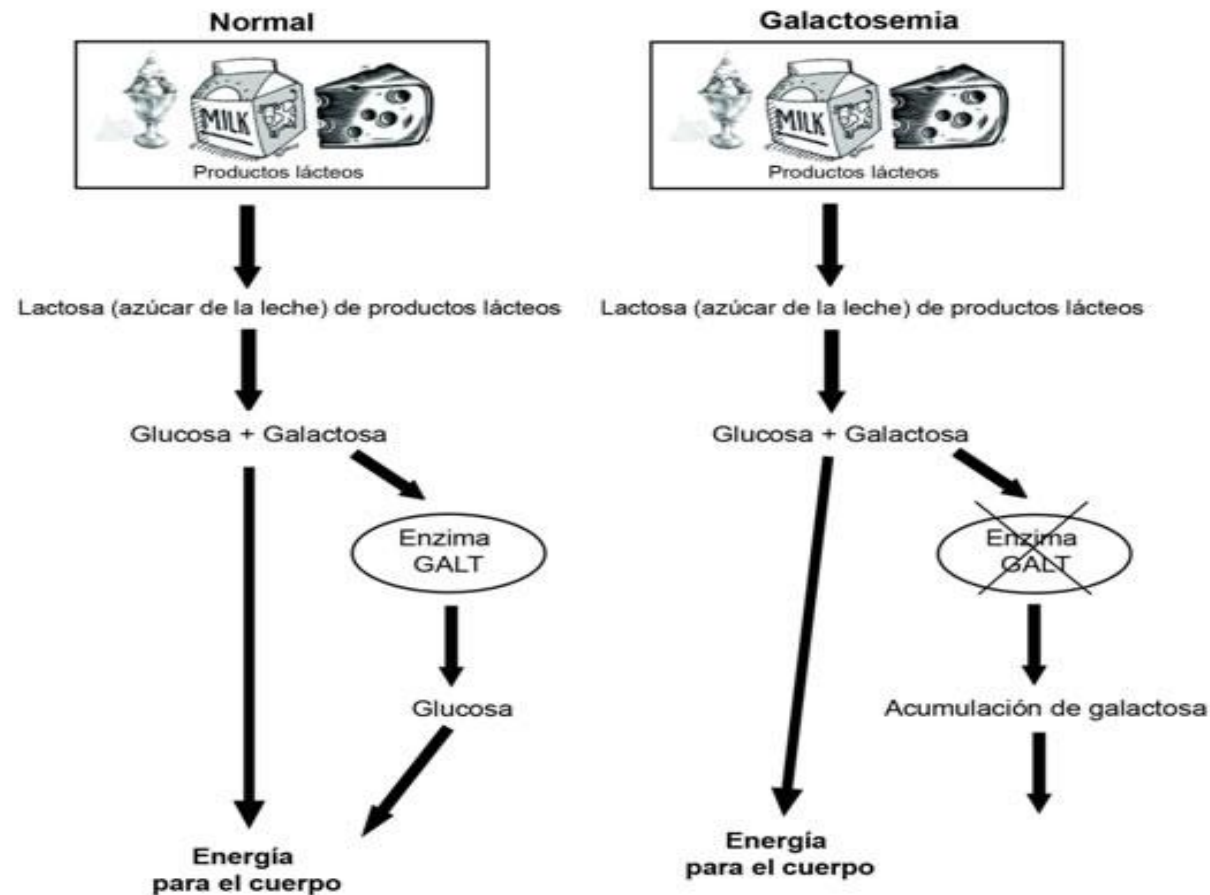 Normal
MILK
Productos lácteos
Lactosa (azúcar de la leche) de productos lácteos
Glucosa + Galactosa
Enzima
GALT
Glucosa
Energía
para el cuerpo
Galactosemia
MILK
Productos lácteos
Lactosa (azúcar de la leche) de productos lácteos
Glucosa + Galactosa
Enzima
GALT
Acumulación de galactosa
Energía
para el cuerpo